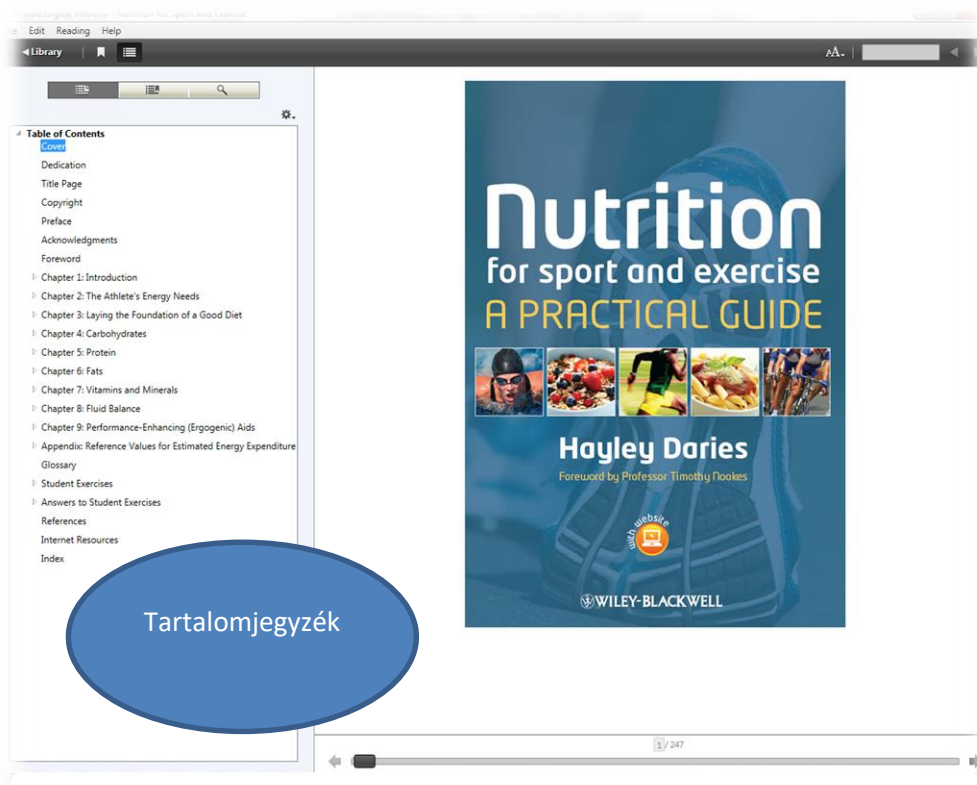 Edit Reading Help
Library
AA
Table of Contents
Cover
Dedication
Title Page
Copyright
Preface
Acknowledgments
Foreword
Chapter 1: Introduction
Chapter 2: The Athlete's Energy Needs
Chapter 3: Laying the Foundation of a Good Diet
Chapter 4: Carbohydrates
Chapter 5: Protein
Chapter 6: Fats
Chapter 7: Vitamins and Minerals
Chapter 8: Fluid Balance
Chapter 9: Performance-Enhancing (Ergogenic) Aids
Appendix: Reference Values for Estimated Energy Expenditure
Glossary
Student Exercises
Answers to Student Exercises
References
Internet Resources
Index
Tartalomjegyzék
Nutrition
for sport and exercise
A PRACTICAL GUIDE
Hayley Daries
Foreword by Professor Timothy Noakes
with website
WILEY-BLACKWELL
1 / 247